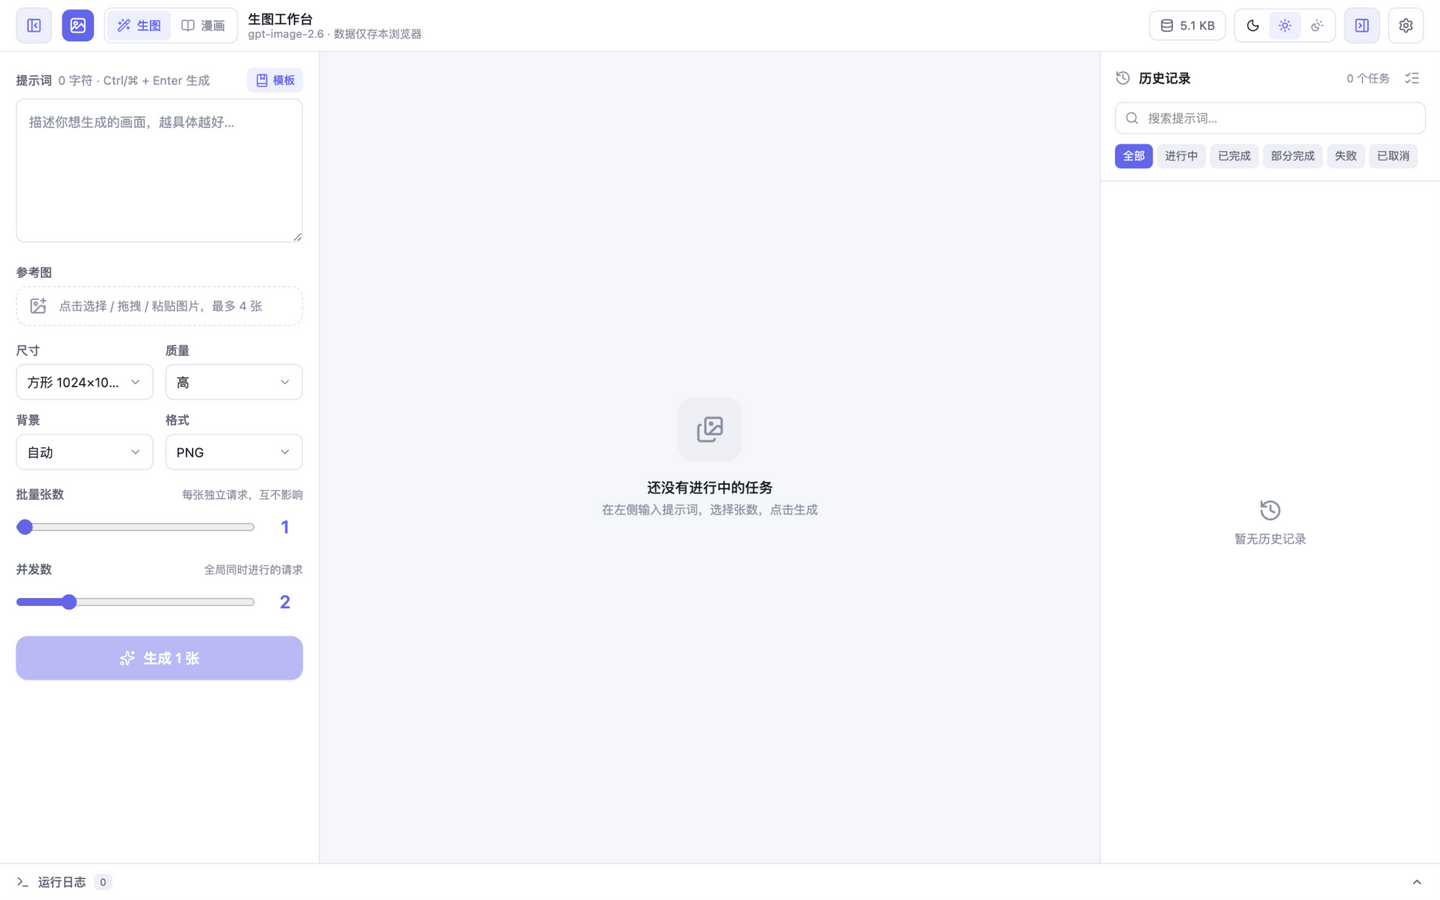 生图
漫画
生图工作台
gpt-image-2.6 · 数据仅存本浏览器
5.1 KB
提示词 0 字符 · Ctrl/⌘ + Enter 生成
模板
描述你想生成的画面，越具体越好...
参考图
点击选择 / 拖拽 / 粘贴图片，最多 4 张
尺寸
质量
方形 1024×10...
高
背景
格式
自动
PNG
批量张数
每张独立请求，互不影响
1
并发数
全局同时进行的请求
2
生成 1 张
还没有进行中的任务
在左侧输入提示词，选择张数，点击生成
历史记录
0 个任务
搜索提示词...
全部
进行中
已完成
部分完成
失败
已取消
暂无历史记录
运行日志
0